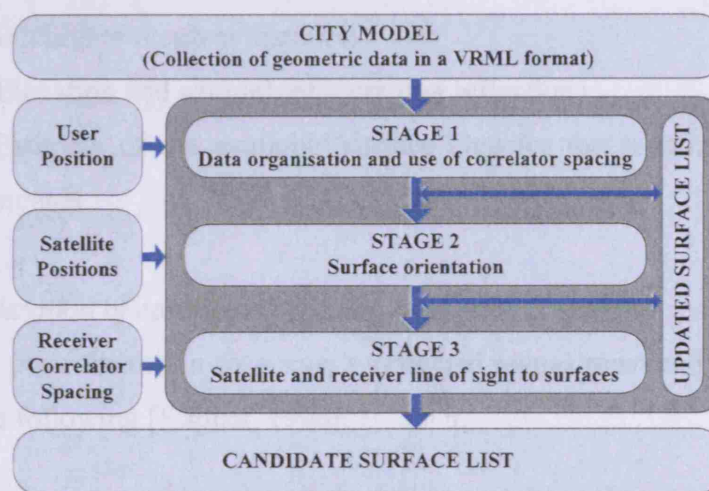 CITY MODEL
(Collection of geometric data in a VRML format)
User
Position
STAGE 1
Data organisation and use of correlator spacing
Satellite
Positions
STAGE 2
Surface orientation
Receiver
Correlator
Spacing
STAGE 3
Satellite and receiver line of sight to surfaces
UPDATED SURFACE LIST
CANDIDATE SURFACE LIST